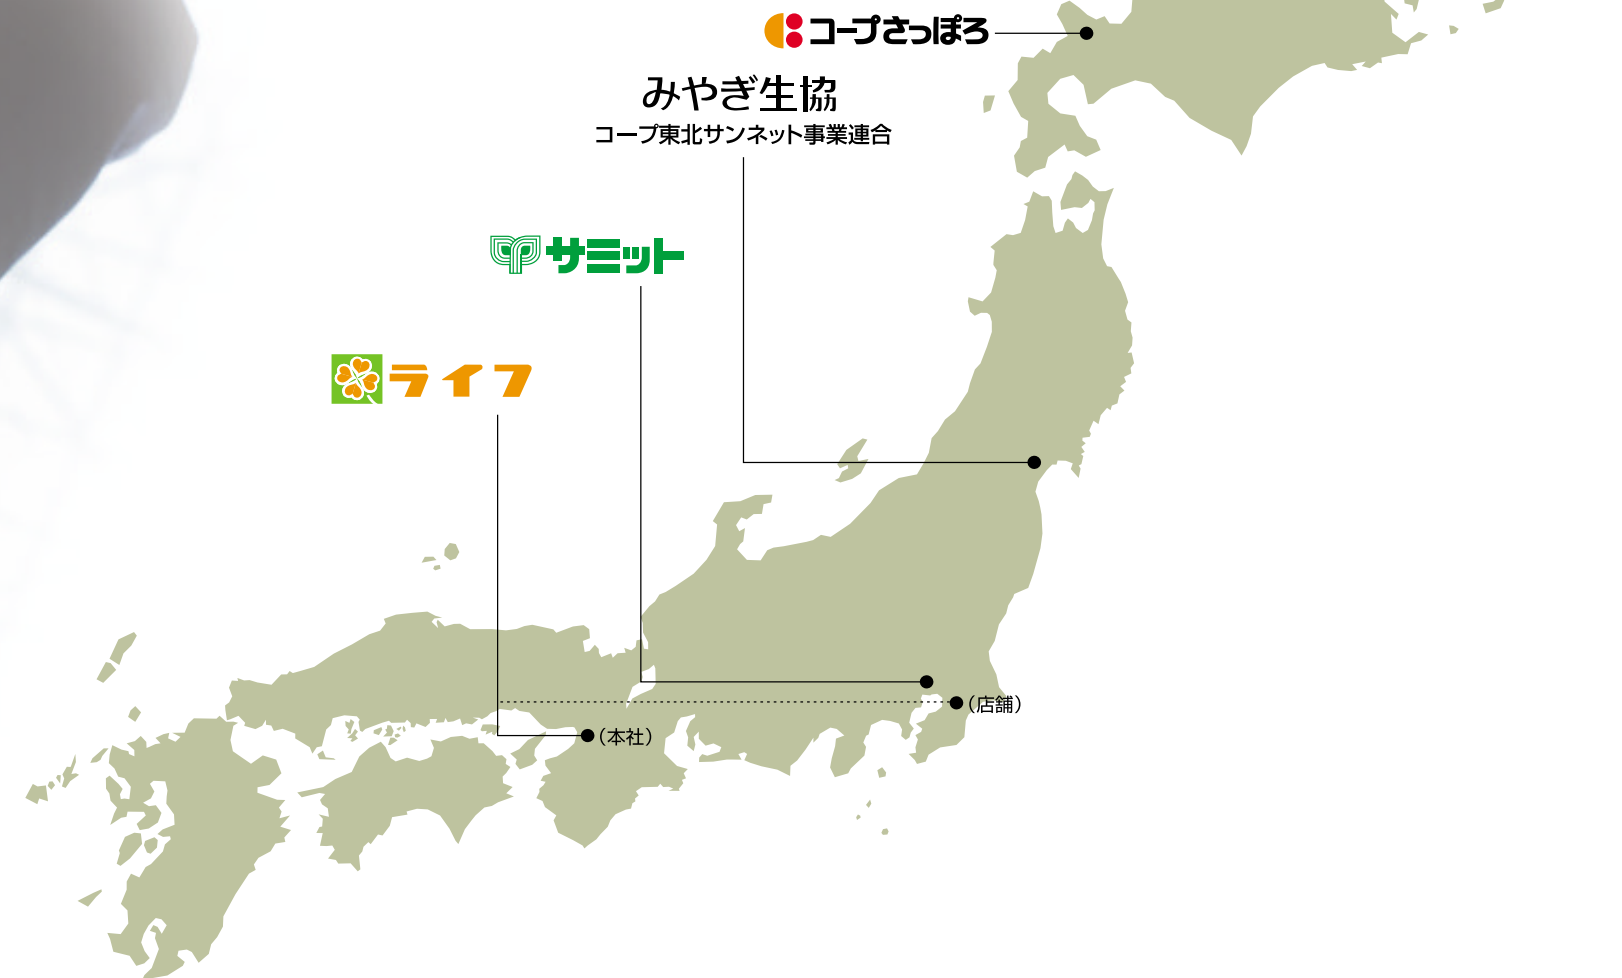 コープさっぽろ
みやぎ生協
コープ東北サンネット事業連合
サミット
ライフ
（店舗）
（本社）